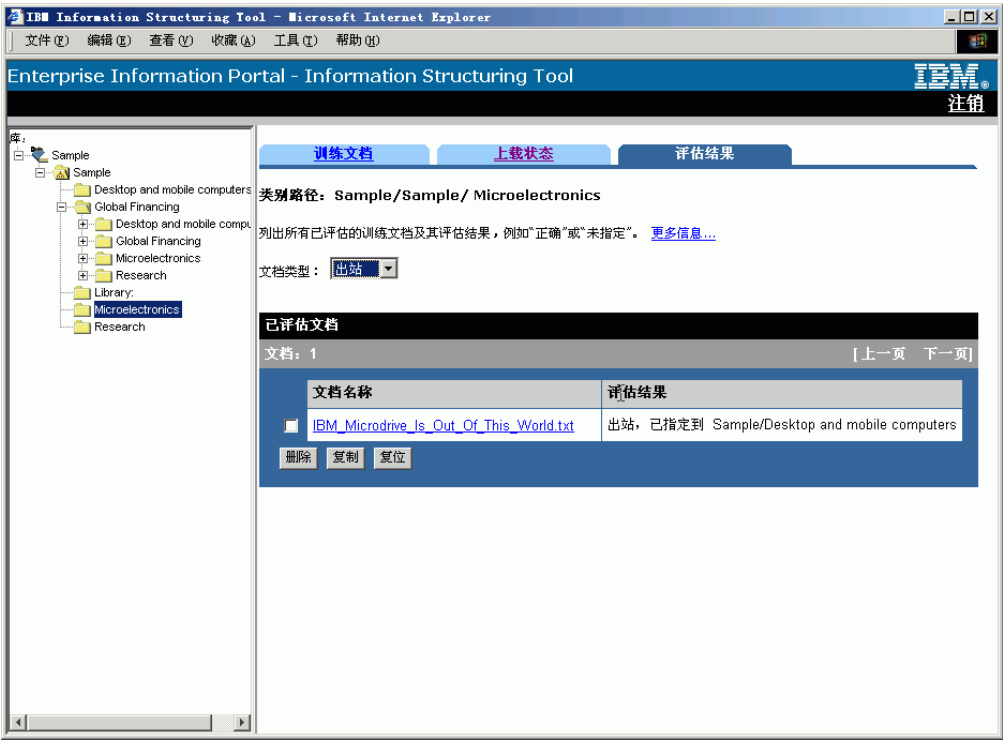 IBM Information Structuring Tool - Microsoft Internet Explorer
文件(F) 编辑(E) 查看(V) 收藏(A) 工具(T) 帮助(H)
Enterprise Information Portal - Information Structuring Tool
IBM®
注销
库:
Sample
Sample
Desktop and mobile computers
Global Financing
Desktop and mobile compu
Global Financing
Microelectronics
Research
Library:
Microelectronics
Research
训练文档 上载状态 评估结果
类别路径: Sample/Sample/ Microelectronics
列出所有已评估的训练文档及其评估结果，例如“正确”或“未指定”。 更多信息...
文档类型： 出站
已评估文档
文档: 1 [上一页 下一页]
文档名称 评估结果
IBM_Microdrive_Is_Out_Of_This_World.txt 出站，已指定到 Sample/Desktop and mobile computers
删除 复制 复位